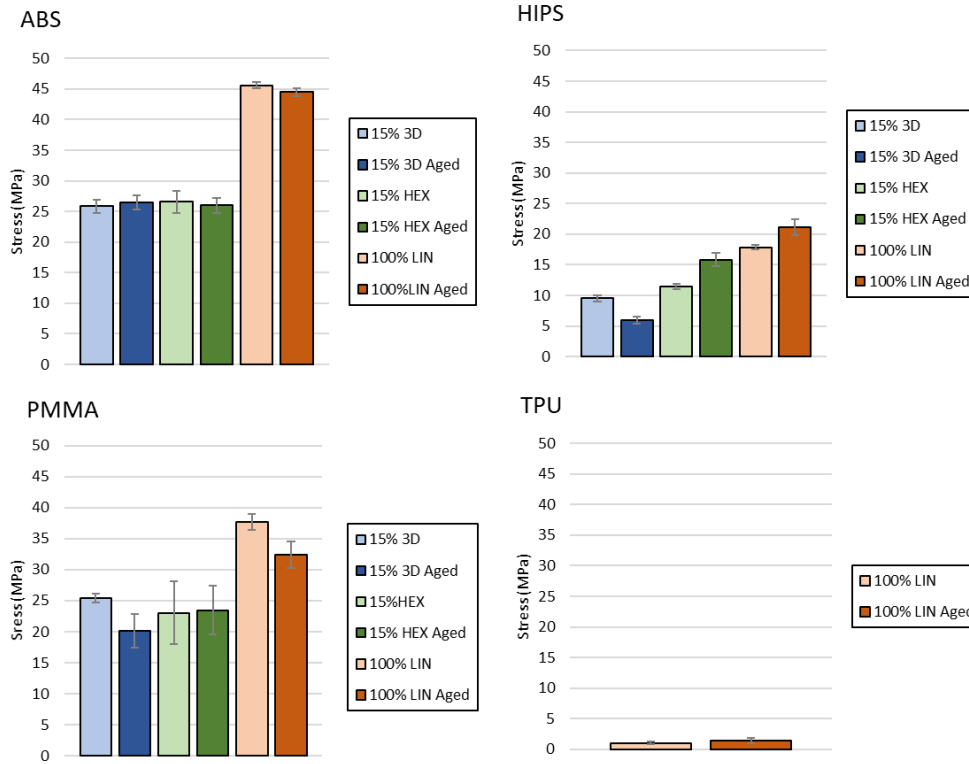 ABS
50
45
40
35
30
25
20
15
10
5
0
Stress(MPa)
15% 3D
15% 3D Aged
15% HEX
15% HEX Aged
100% LIN
100%LIN Aged
HIPS
50
45
40
35
30
25
20
15
10
5
0
Stress(MPa)
15% 3D
15% 3D Aged
15% HEX
15% HEX Aged
100% LIN
100% LIN Aged
PMMA
50
45
40
35
30
25
20
15
10
5
0
Sress(MPa)
15% 3D
15% 3D Aged
15%HEX
15% HEX Aged
100% LIN
100% LIN Aged
TPU
50
45
40
35
30
25
20
15
10
5
0
Stress(MPa)
100% LIN
100% LIN Aged